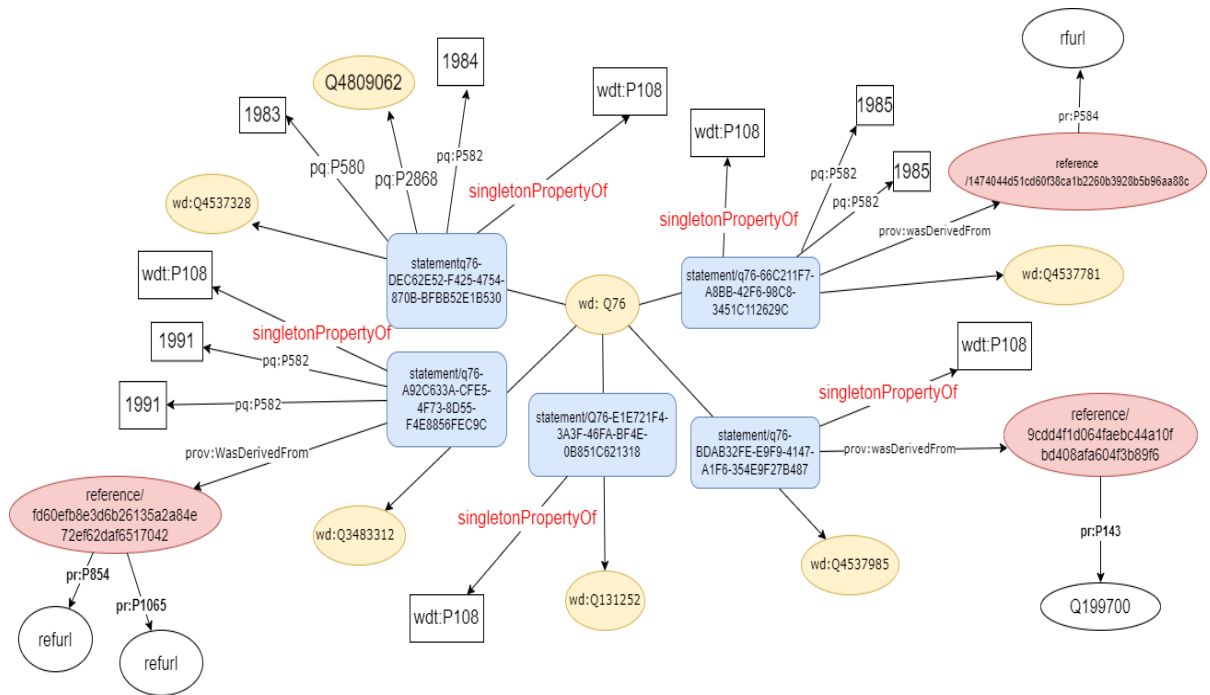 rfurl
1984
Q4809062
wdt:P108
1985
1983
wdt:P108
pr:P584
pq:P580
pq:P2868
pq:P582
pq:P582
1985
reference
/1474044d51cd60f38ca1b2260b3928b5b96aa88c
singletonPropertyOf
pq:P582
wd:Q4537328
singletonPropertyOf
prov:wasDerivedFrom
wdt:P108
statementq76-
DEC62E52-F425-4754-
870B-BFBB52E1B530
statement/q76-66C211F7-
A8BB-42F6-98C8-
3451C112629C
wd:Q4537781
wd: Q76
singletonPropertyOf
1991
pq:P582
wdt:P108
statement/q76-
A92C633A-CFE5-
4F73-8D55-
F4E8856FEC9C
singletonPropertyOf
1991
pq:P582
statement/Q76-E1E721F4-
3A3F-46FA-BF4E-
0B851C621318
statement/q76-
BDAB32FE-E9F9-4147-
A1F6-354E9F27B487
prov:wasDerivedFrom
reference/
9cdd4f1d064faebc44a10f
bd408afa604f3b89f6
prov:WasDerivedFrom
reference/
fd60efb8e3d6b26135a2a84e
72ef62daf6517042
singletonPropertyOf
wd:Q3483312
pr:P143
wd:Q4537985
pr:P854
pr:P1065
wdt:P108
wd:Q131252
Q199700
refurl
refurl